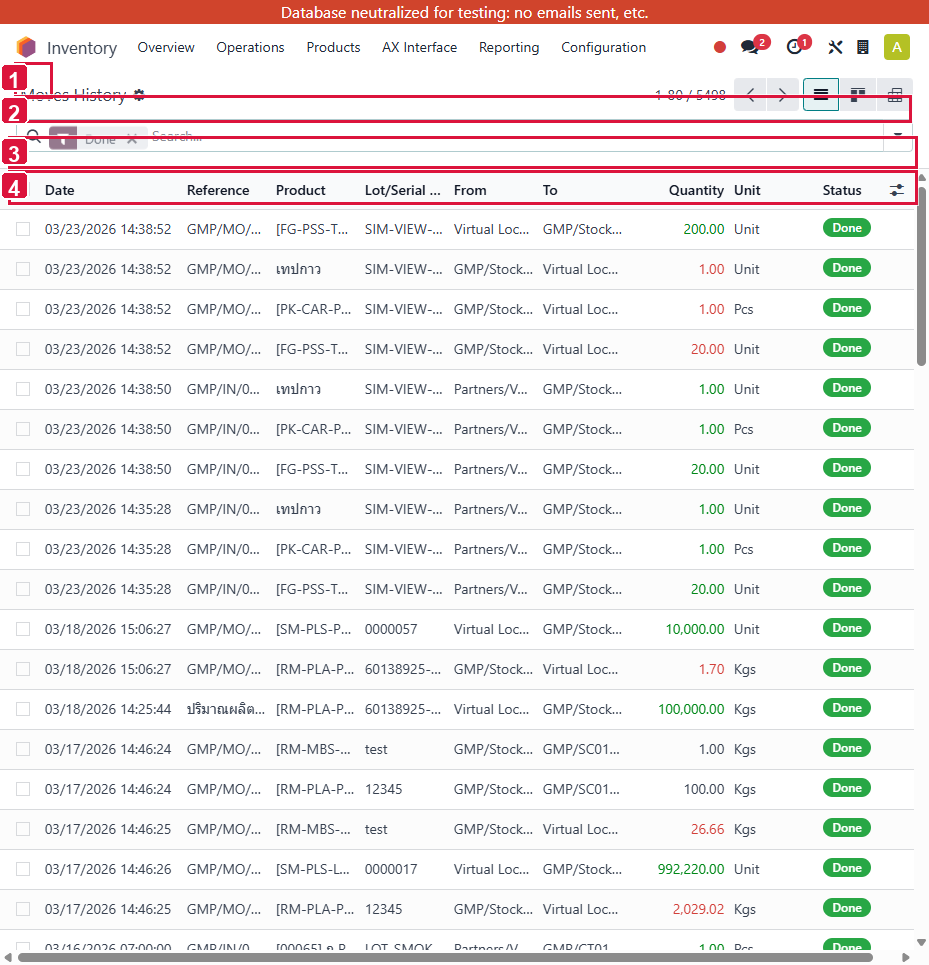 Database neutralized for testing: no emails sent, etc.
Inventory Overview Operations Products AX Interface Reporting Configuration 2 1 A
1 Moves History 1-80 / 5498
2
Done Search...
3
4 Date Reference Product Lot/Serial ... From To Quantity Unit Status
03/23/2026 14:38:52 GMP/MO/... [FG-PSS-T... SIM-VIEW-... Virtual Loc... GMP/Stock... 200.00 Unit Done
03/23/2026 14:38:52 GMP/MO/... เทปกาว SIM-VIEW-... GMP/Stock... Virtual Loc... 1.00 Unit Done
03/23/2026 14:38:52 GMP/MO/... [PK-CAR-P... SIM-VIEW-... GMP/Stock... Virtual Loc... 1.00 Pcs Done
03/23/2026 14:38:52 GMP/MO/... [FG-PSS-T... SIM-VIEW-... GMP/Stock... Virtual Loc... 20.00 Unit Done
03/23/2026 14:38:50 GMP/IN/0... เทปกาว SIM-VIEW-... Partners/V... GMP/Stock... 1.00 Unit Done
03/23/2026 14:38:50 GMP/IN/0... [PK-CAR-P... SIM-VIEW-... Partners/V... GMP/Stock... 1.00 Pcs Done
03/23/2026 14:38:50 GMP/IN/0... [FG-PSS-T... SIM-VIEW-... Partners/V... GMP/Stock... 20.00 Unit Done
03/23/2026 14:35:28 GMP/IN/0... เทปกาว SIM-VIEW-... Partners/V... GMP/Stock... 1.00 Unit Done
03/23/2026 14:35:28 GMP/IN/0... [PK-CAR-P... SIM-VIEW-... Partners/V... GMP/Stock... 1.00 Pcs Done
03/23/2026 14:35:28 GMP/IN/0... [FG-PSS-T... SIM-VIEW-... Partners/V... GMP/Stock... 20.00 Unit Done
03/18/2026 15:06:27 GMP/MO/... [SM-PLS-P... 0000057 Virtual Loc... GMP/Stock... 10,000.00 Unit Done
03/18/2026 15:06:27 GMP/MO/... [RM-PLA-P... 60138925-... GMP/Stock... Virtual Loc... 1.70 Kgs Done
03/18/2026 14:25:44 ปริมาณผลิต... [RM-PLA-P... 60138925-... Virtual Loc... GMP/Stock... 100,000.00 Kgs Done
03/17/2026 14:46:24 GMP/MO/... [RM-MBS-... test GMP/Stock... GMP/SC01... 1.00 Kgs Done
03/17/2026 14:46:24 GMP/MO/... [RM-PLA-P... 12345 GMP/Stock... GMP/SC01... 100.00 Kgs Done
03/17/2026 14:46:25 GMP/MO/... [RM-MBS-... test GMP/Stock... Virtual Loc... 26.66 Kgs Done
03/17/2026 14:46:26 GMP/MO/... [SM-PLS-L... 0000017 Virtual Loc... GMP/Stock... 992,220.00 Unit Done
03/17/2026 14:46:25 GMP/MO/... [RM-PLA-P... 12345 GMP/Stock... Virtual Loc... 2,029.02 Kgs Done
03/16/2026 07:00:00 GMP/IN/0... LOT-SMOK... Partners/V... GMP/CT01... 1.00 Pcs Done